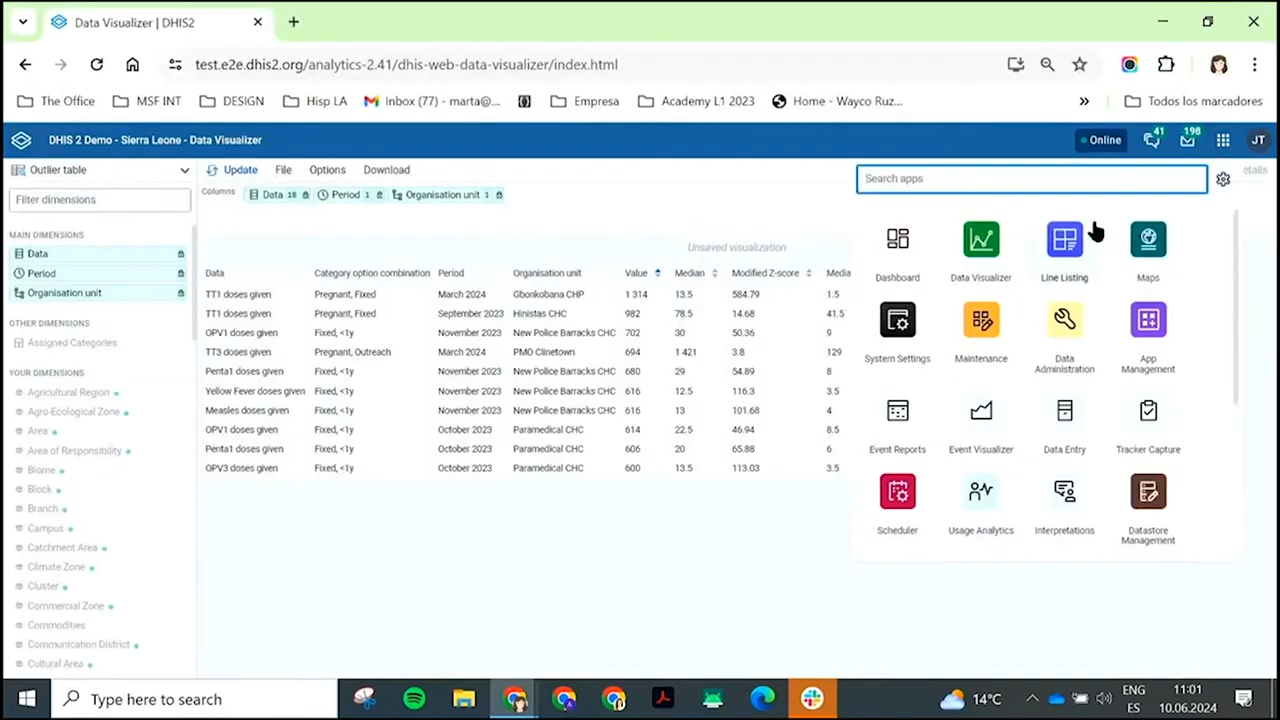 Data Visualizer | DHIS2
test.e2e.dhis2.org/analytics-2.41/dhis-web-data-visualizer/index.html
The Office MSF INT DESIGN Hisp LA Inbox (77) - marta@... Empresa Academy L1 2023 Home - Wayco Ruz... » Todos los marcadores
DHIS 2 Demo - Sierra Leone - Data Visualizer Online 41 198 JT
Outlier table Update File Options Download Search apps etails
Filter dimensions Columns Data 18 Period 1 Organisation unit 1
MAIN DIMENSIONS
Data
Period
Organisation unit
OTHER DIMENSIONS
Assigned Categories
YOUR DIMENSIONS
Agricultural Region
Agro-Ecological Zone
Area
Area of Responsibility
Biome
Block
Branch
Campus
Catchment Area
Climate Zone
Cluster
Commercial Zone
Commodities
Communication District
Cultural Area
Unsaved visualization
Data Category option combination Period Organisation unit Value Median Modified Z-score Media
TT1 doses given Pregnant, Fixed March 2024 Gbonkobana CHP 1 314 13.5 584.79 1.5
TT1 doses given Pregnant, Fixed September 2023 Hinistas CHC 982 78.5 14.68 41.5
OPV1 doses given Fixed, <1y November 2023 New Police Barracks CHC 702 30 50.36 9
TT3 doses given Pregnant, Outreach March 2024 PMO Clinetown 694 1 421 3.8 129
Penta1 doses given Fixed, <1y November 2023 New Police Barracks CHC 680 29 54.89 8
Yellow Fever doses given Fixed, <1y November 2023 New Police Barracks CHC 616 12.5 116.3 3.5
Measles doses given Fixed, <1y November 2023 New Police Barracks CHC 616 13 101.68 4
OPV1 doses given Fixed, <1y October 2023 Paramedical CHC 614 22.5 46.94 8.5
Penta1 doses given Fixed, <1y October 2023 Paramedical CHC 606 20 65.88 6
OPV3 doses given Fixed, <1y October 2023 Paramedical CHC 600 13.5 113.03 3.5
Dashboard Data Visualizer Line Listing Maps
System Settings Maintenance Data Administration App Management
Event Reports Event Visualizer Data Entry Tracker Capture
Scheduler Usage Analytics Interpretations Datastore Management
Type here to search 14°C ENG 11:01
ES 10.06.2024